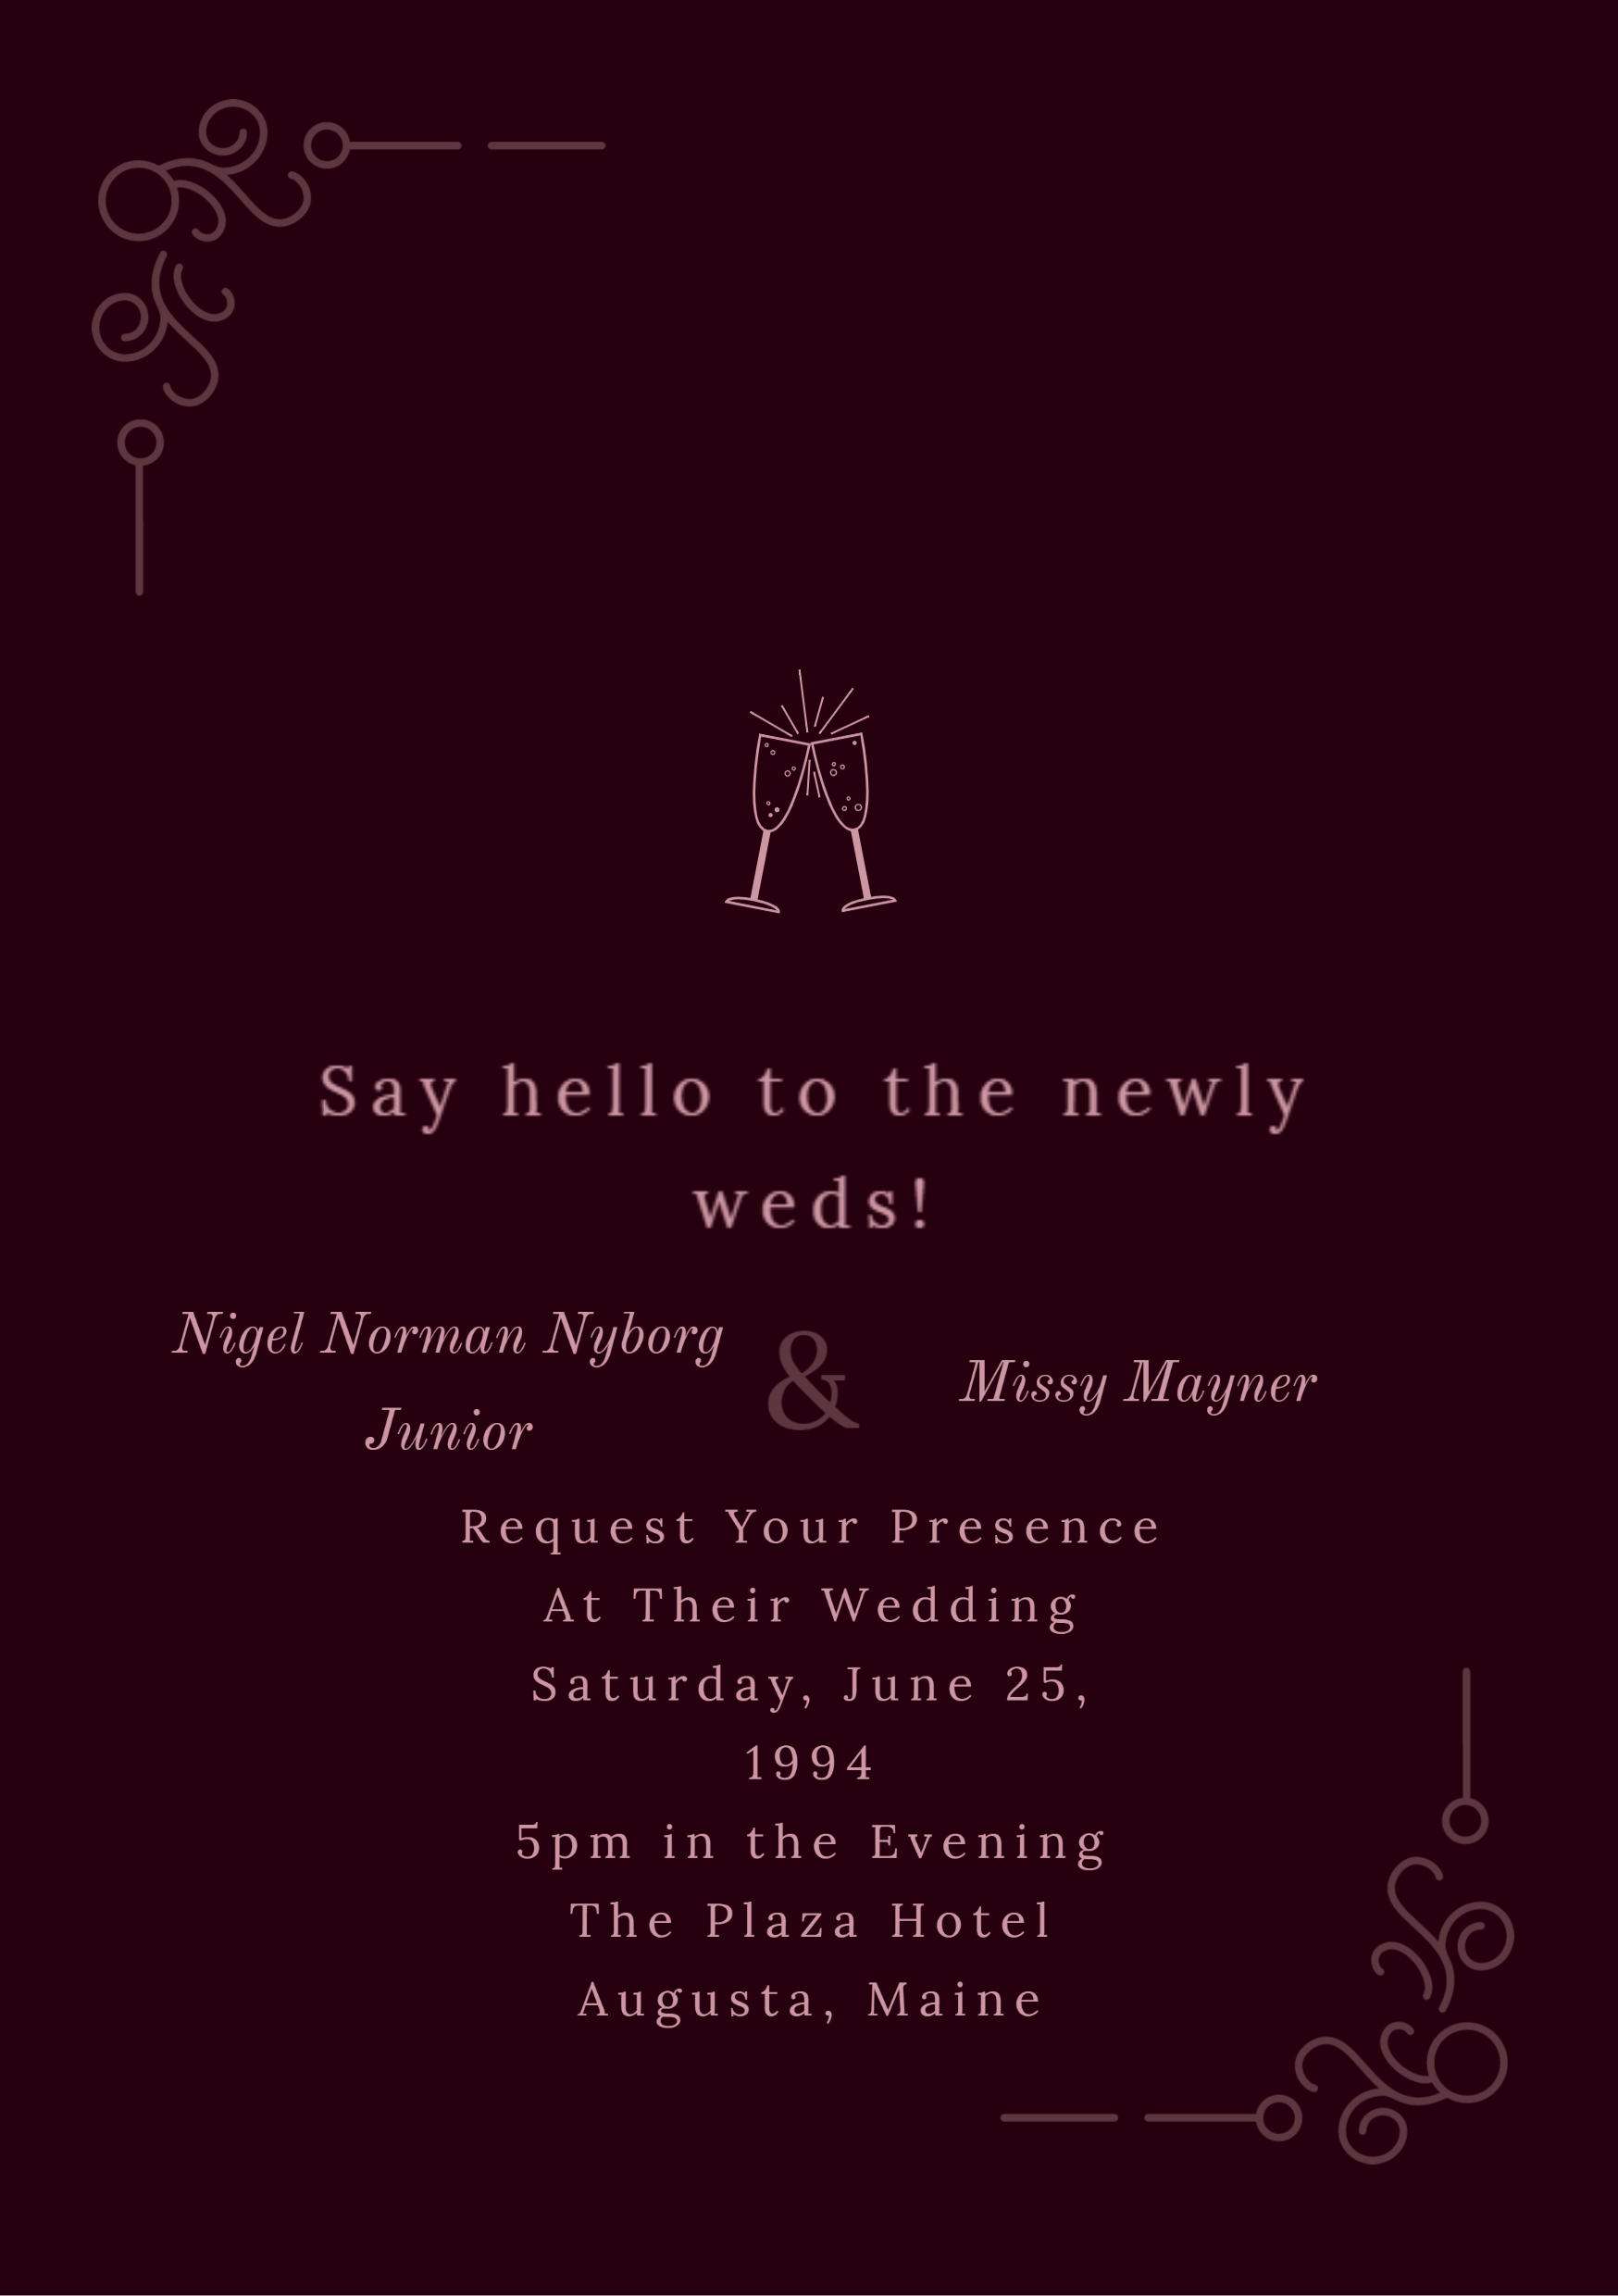 Say hello to the newly
weds!
Nigel Norman Nyborg
Junior
&
Missy Mayner
Request Your Presence
At Their Wedding
Saturday, June 25,
1994
5pm in the Evening
The Plaza Hotel
Augusta, Maine